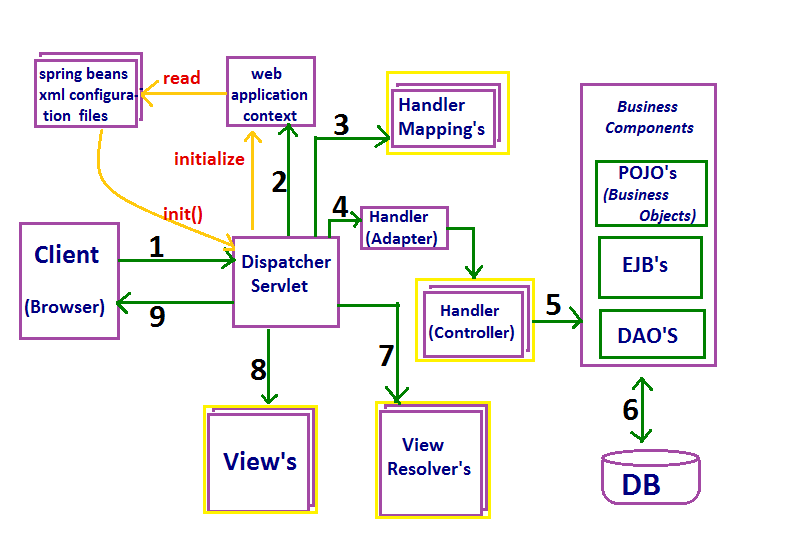 spring beans
xml configura-
tion files
read
web
application
context
initialize
init()
2
3
Handler
Mapping's
4
Handler
(Adapter)
Client
(Browser)
1
9
Dispatcher
Servlet
Handler
(Controller)
5
Business
Components
POJO's
(Business
Objects)
EJB's
DAO'S
6
DB
8
7
View's
View
Resolver's